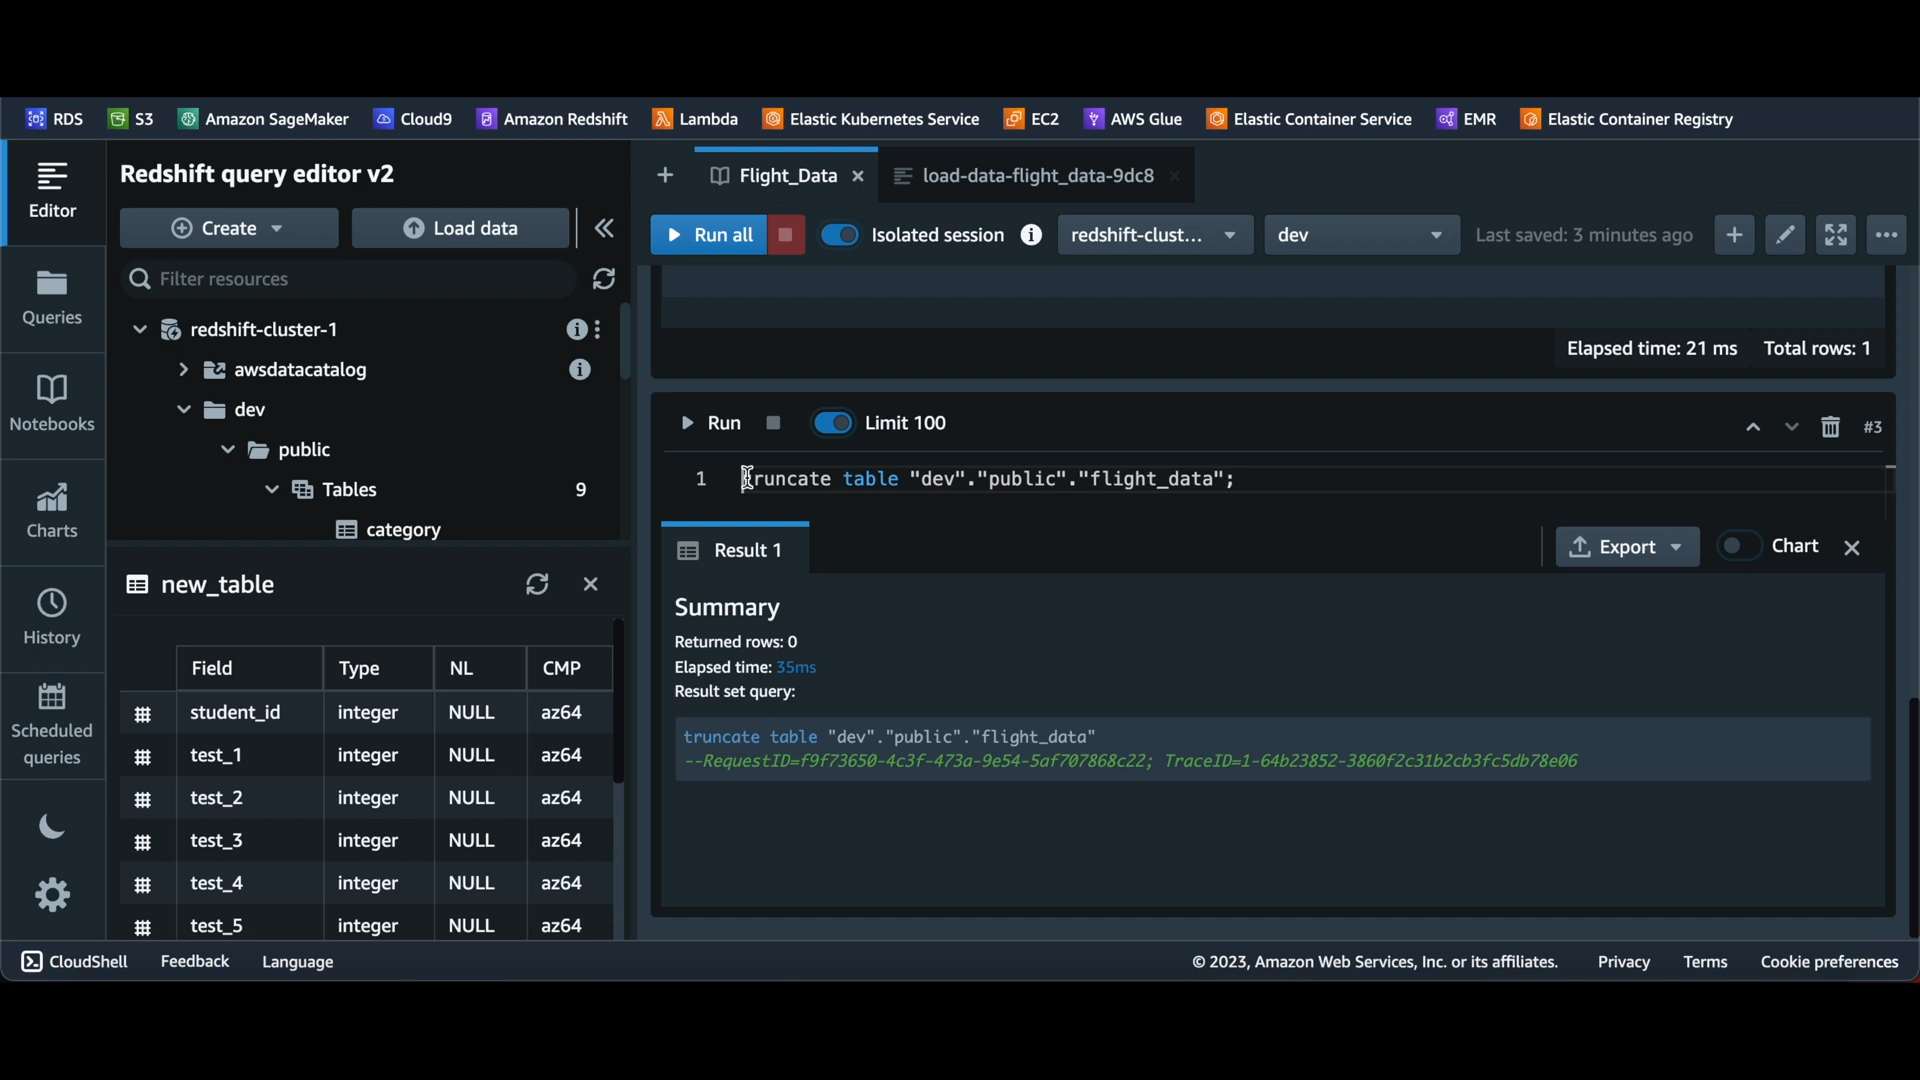 RDS S3 Amazon SageMaker Cloud9 Amazon Redshift Lambda Elastic Kubernetes Service EC2 AWS Glue Elastic Container Service EMR Elastic Container Registry
Editor
Queries
Notebooks
Charts
History
Scheduled
queries
Redshift query editor v2
Create Load data
Filter resources
redshift-cluster-1
awsdatacatalog
dev
public
Tables 9
category
new_table
Field Type NL CMP
student_id integer NULL az64
test_1 integer NULL az64
test_2 integer NULL az64
test_3 integer NULL az64
test_4 integer NULL az64
test_5 integer NULL az64
Flight_Data load-data-flight_data-9dc8
Run all Isolated session redshift-clust... dev Last saved: 3 minutes ago
Elapsed time: 21 ms Total rows: 1
Run Limit 100 #3
1 truncate table "dev"."public"."flight_data";
Result 1 Export Chart
Summary
Returned rows: 0
Elapsed time: 35ms
Result set query:
truncate table "dev"."public"."flight_data"
--RequestID=f9f73650-4c3f-473a-9e54-5af707868c22; TraceID=1-64b23852-3860f2c31b2cb3fc5db78e06
CloudShell Feedback Language © 2023, Amazon Web Services, Inc. or its affiliates. Privacy Terms Cookie preferences